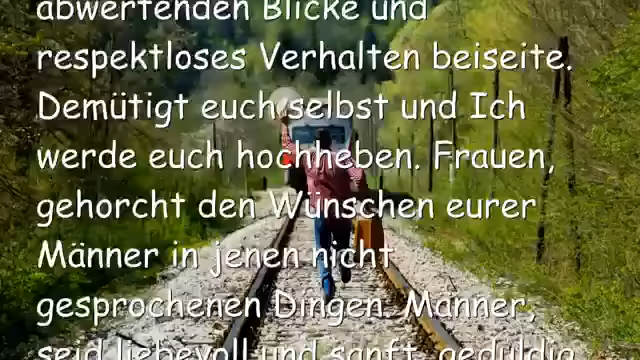 abwertenden Blicke und
respektloses Verhalten beiseite.
Demütigt euch selbst und Ich
werde euch hochheben. Frauen,
gehorcht den Wünschen eurer
Männer in jenen nicht
gesprochenen Dingen. Männer,
seid liebevoll und sanft, geduldig